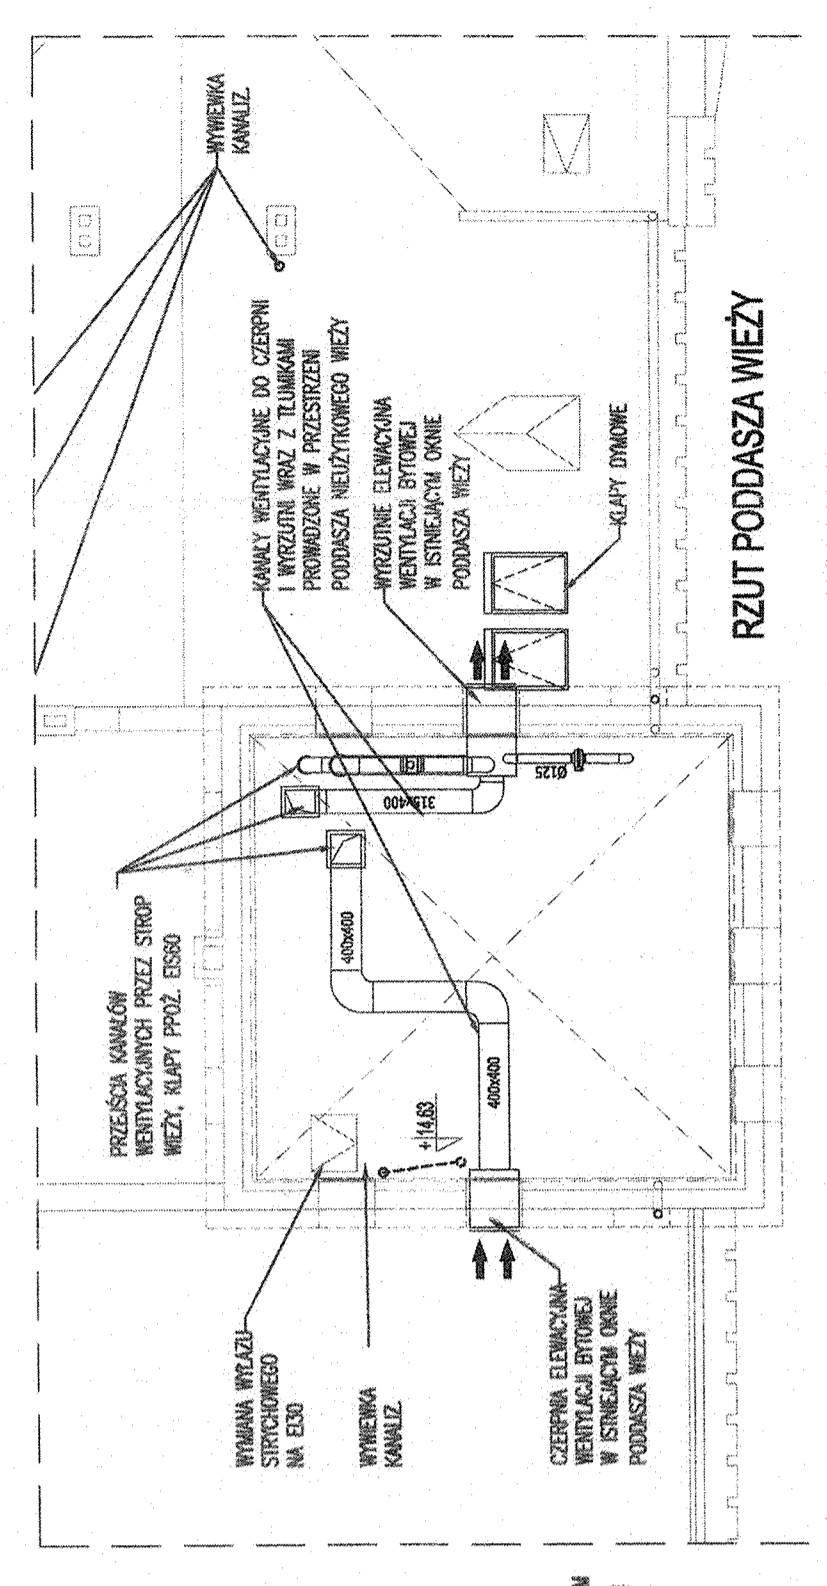 WYWIEWKA
KANALIZ.
KANAŁY WENTYLACYJNE DO CZERPNI
I WYRZUTNI WRAZ Z TŁUMIKAMI
PROWADZONE W PRZESTRZENI
PODDASZA NIEUŻYTKOWEGO WIEŻY
WYRZUTNIE ELEWACYJNA
WENTYLACJI BYTOWEJ
W ISTNIEJĄCYM OKNIE
PODDASZA WIEŻY
KLAPY DYMOWE
RZUT PODDASZA WIEŻY
PRZEJŚCIA KANAŁÓW
WENTYLACYJNYCH PRZEZ STROP
WIEŻY, KLAPY PPOŻ. EIS60
315x400
Ø125
400x400
400x400
+14,63
WYMIANA WYŁAZU
STRYCHOWEGO
NA EI30
WYWIEWKA
KANALIZ.
CZERPNIA ELEWACYJNA
WENTYLACJI BYTOWEJ
W ISTNIEJĄCYM OKNIE
PODDASZA WIEŻY